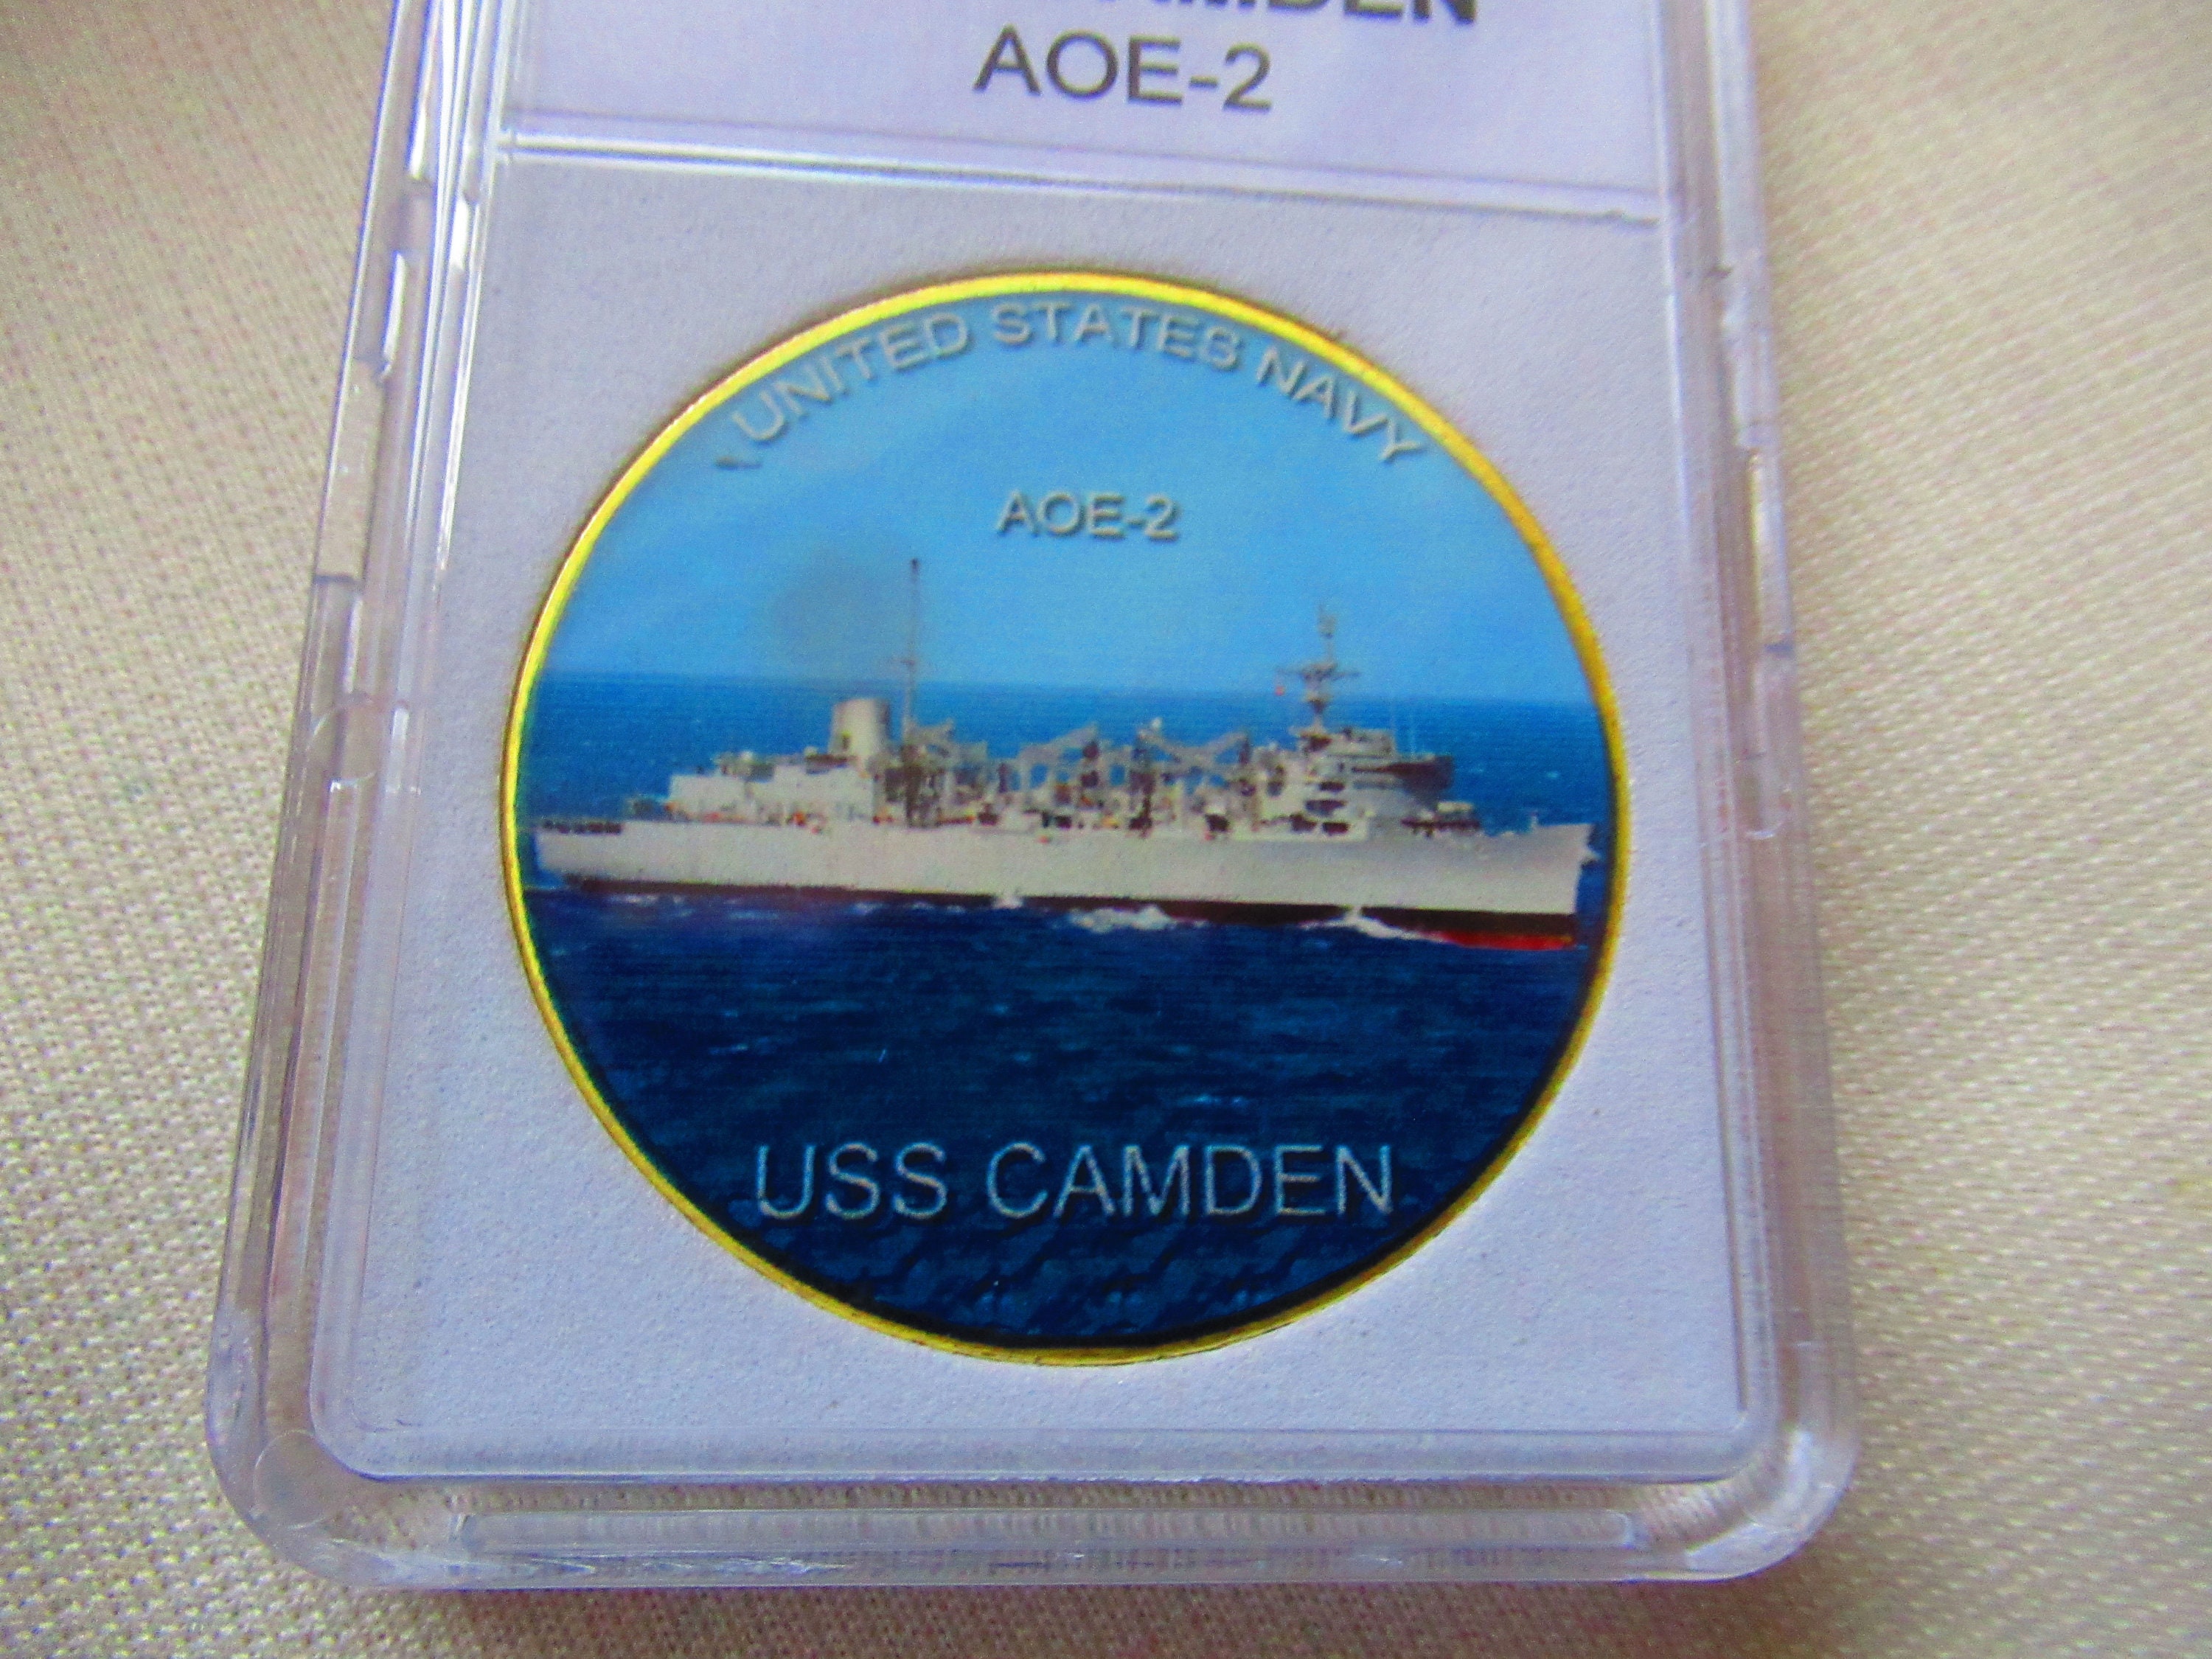 AOE-2
UNITED STATES NAVY
AOE-2
USS CAMDEN